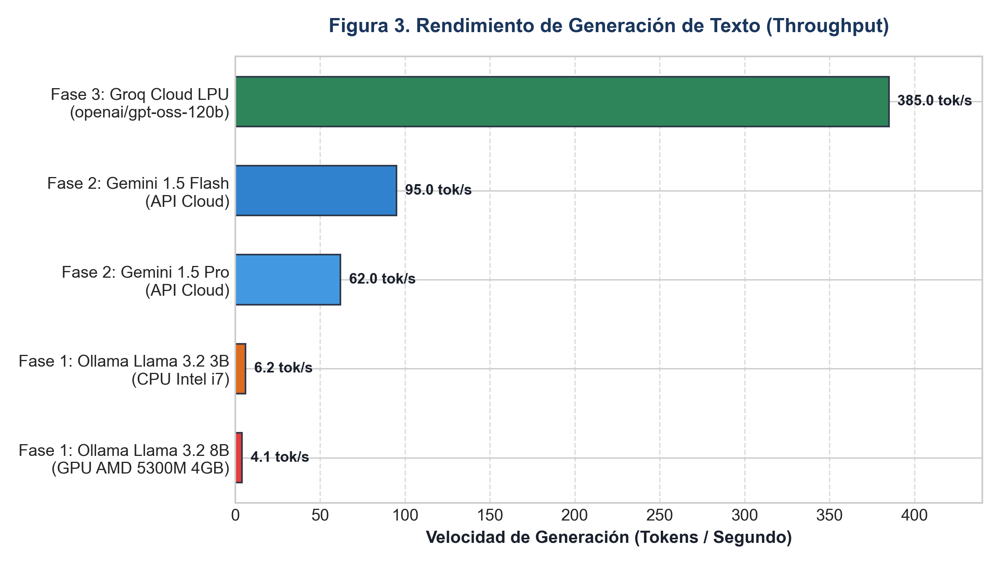 Figura 3. Rendimiento de Generación de Texto (Throughput)
Fase 3: Groq Cloud LPU
(openai/gpt-oss-120b)
385.0 tok/s
Fase 2: Gemini 1.5 Flash
(API Cloud)
95.0 tok/s
Fase 2: Gemini 1.5 Pro
(API Cloud)
62.0 tok/s
Fase 1: Ollama Llama 3.2 3B
(CPU Intel i7)
6.2 tok/s
Fase 1: Ollama Llama 3.2 8B
(GPU AMD 5300M 4GB)
4.1 tok/s
0 50 100 150 200 250 300 350 400
Velocidad de Generación (Tokens / Segundo)